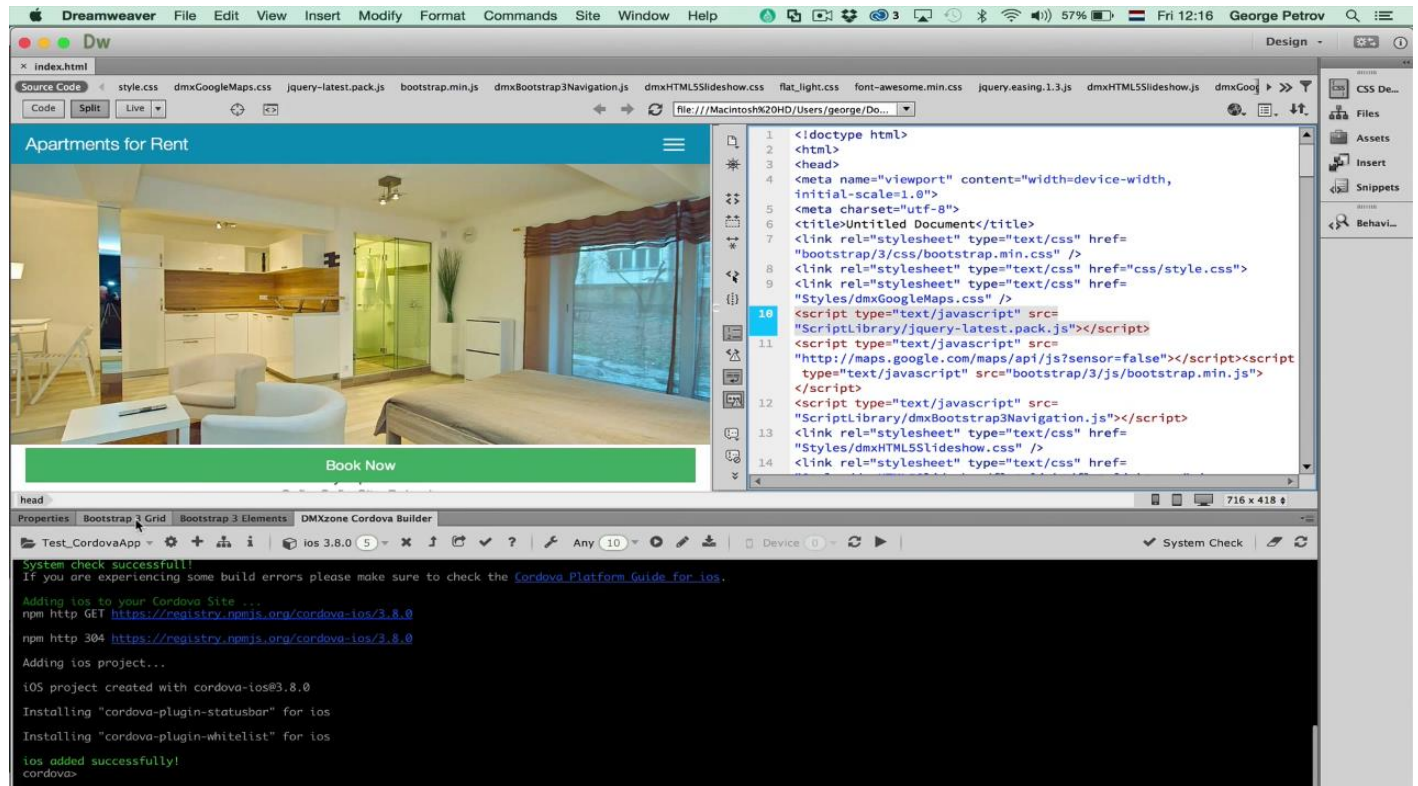 Dreamweaver File Edit View Insert Modify Format Commands Site Window Help 3 57% Fri 12:16 George Petrov
Dw Design
× index.html
Source Code style.css dmxGoogleMaps.css jquery-latest.pack.js bootstrap.min.js dmxBootstrap3Navigation.js dmxHTML5Slideshow.css flat_light.css font-awesome.min.css jquery.easing.1.3.js dmxHTML5Slideshow.js dmxGoog
Code Split Live file:///Macintosh%20HD/Users/george/Do...
CSS De...
Files
Assets
Insert
Snippets
Behavi...
Apartments for Rent
Book Now
1 <!doctype html>
2 <html>
3 <head>
4 <meta name="viewport" content="width=device-width,
initial-scale=1.0">
5 <meta charset="utf-8">
6 <title>Untitled Document</title>
7 <link rel="stylesheet" type="text/css" href=
"bootstrap/3/css/bootstrap.min.css" />
8 <link rel="stylesheet" type="text/css" href="css/style.css">
9 <link rel="stylesheet" type="text/css" href=
"Styles/dmxGoogleMaps.css" />
10 <script type="text/javascript" src=
"ScriptLibrary/jquery-latest.pack.js"></script>
11 <script type="text/javascript" src=
"http://maps.google.com/maps/api/js?sensor=false"></script><script
type="text/javascript" src="bootstrap/3/js/bootstrap.min.js">
</script>
12 <script type="text/javascript" src=
"ScriptLibrary/dmxBootstrap3Navigation.js"></script>
13 <link rel="stylesheet" type="text/css" href=
"Styles/dmxHTML5Slideshow.css" />
14 <link rel="stylesheet" type="text/css" href=
head 716 x 418
Properties Bootstrap 3 Grid Bootstrap 3 Elements DMXzone Cordova Builder
Test_CordovaApp ios 3.8.0 5 Any 10 Device 0 System Check
System check successfull!
If you are experiencing some build errors please make sure to check the Cordova Platform Guide for ios.
Adding ios to your Cordova Site ...
npm http GET https://registry.npmjs.org/cordova-ios/3.8.0
npm http 304 https://registry.npmjs.org/cordova-ios/3.8.0
Adding ios project...
iOS project created with cordova-ios@3.8.0
Installing "cordova-plugin-statusbar" for ios
Installing "cordova-plugin-whitelist" for ios
ios added successfully!
cordova>